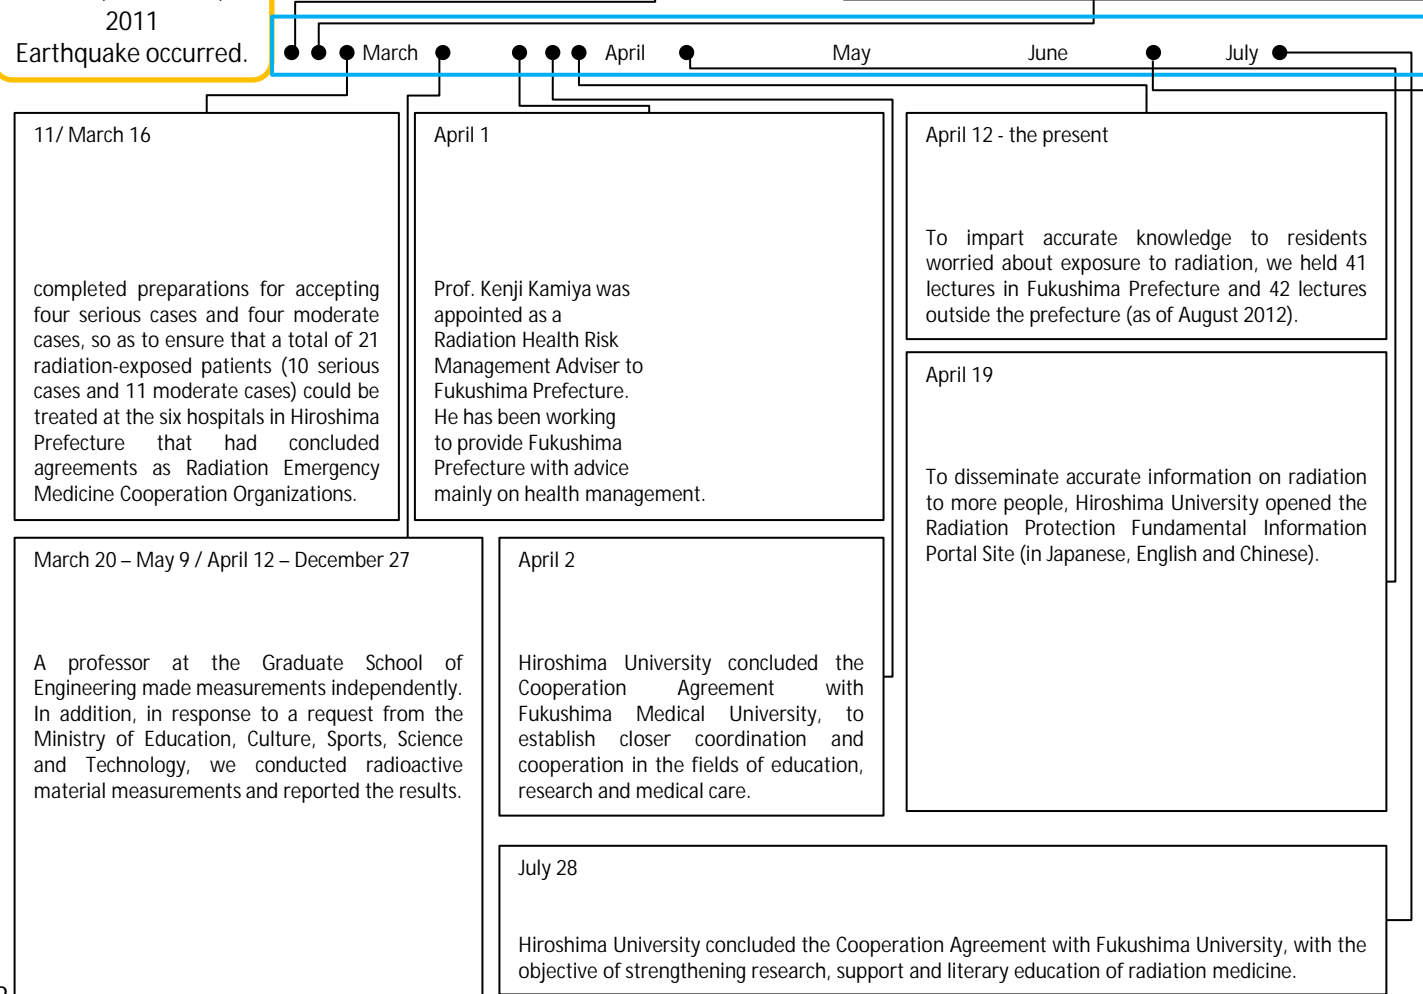 2011
Earthquake occurred.
March
April
May
June
July
11/ March 16
completed preparations for accepting
four serious cases and four moderate
cases, so as to ensure that a total of 21
radiation-exposed patients (10 serious
cases and 11 moderate cases) could be
treated at the six hospitals in Hiroshima
Prefecture that had concluded
agreements as Radiation Emergency
Medicine Cooperation Organizations.
March 20 – May 9 / April 12 – December 27
A professor at the Graduate School of
Engineering made measurements independently.
In addition, in response to a request from the
Ministry of Education, Culture, Sports, Science
and Technology, we conducted radioactive
material measurements and reported the results.
April 1
Prof. Kenji Kamiya was
appointed as a
Radiation Health Risk
Management Adviser to
Fukushima Prefecture.
He has been working
to provide Fukushima
Prefecture with advice
mainly on health management.
April 2
Hiroshima University concluded the
Cooperation Agreement with
Fukushima Medical University, to
establish closer coordination and
cooperation in the fields of education,
research and medical care.
April 12 - the present
To impart accurate knowledge to residents
worried about exposure to radiation, we held 41
lectures in Fukushima Prefecture and 42 lectures
outside the prefecture (as of August 2012).
April 19
To disseminate accurate information on radiation
to more people, Hiroshima University opened the
Radiation Protection Fundamental Information
Portal Site (in Japanese, English and Chinese).
July 28
Hiroshima University concluded the Cooperation Agreement with Fukushima University, with the
objective of strengthening research, support and literary education of radiation medicine.